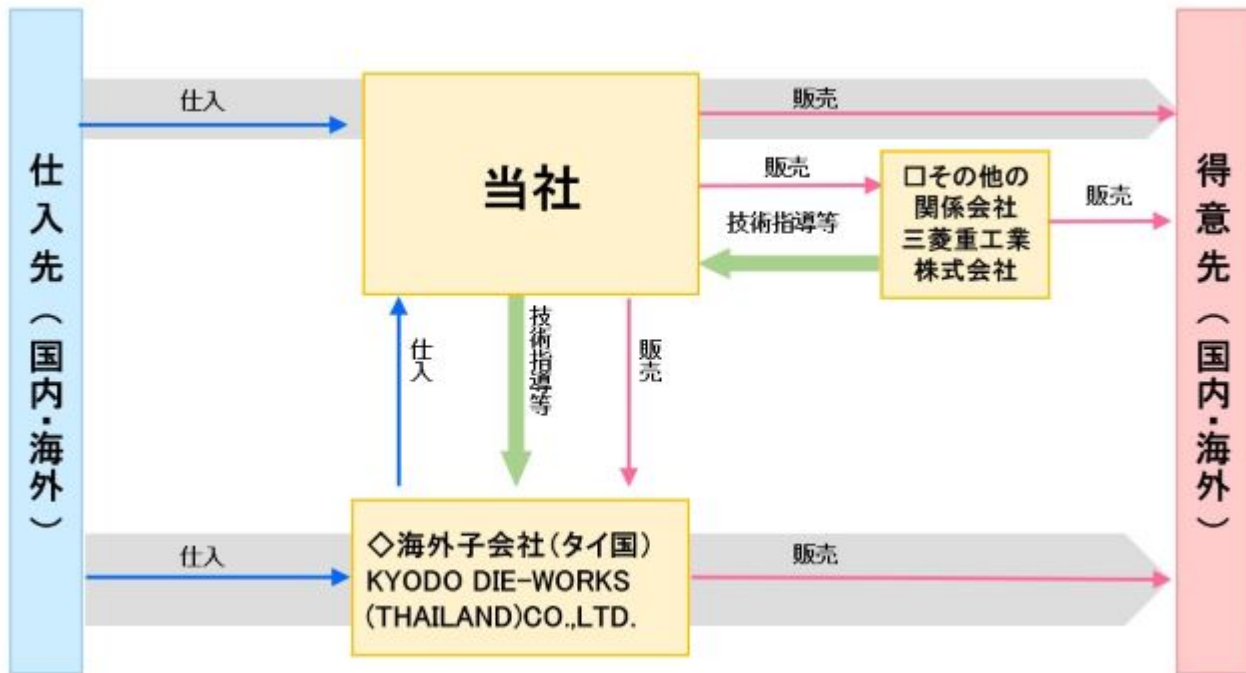 仕入先（国内・海外）
仕入
当社
販売
販売
技術指導等
□その他の
関係会社
三菱重工業
株式会社
販売
得意先（国内・海外）
仕入
技術指導等
販売
仕入
◇海外子会社（タイ国）
KYODO DIE-WORKS
(THAILAND)CO.,LTD.
販売